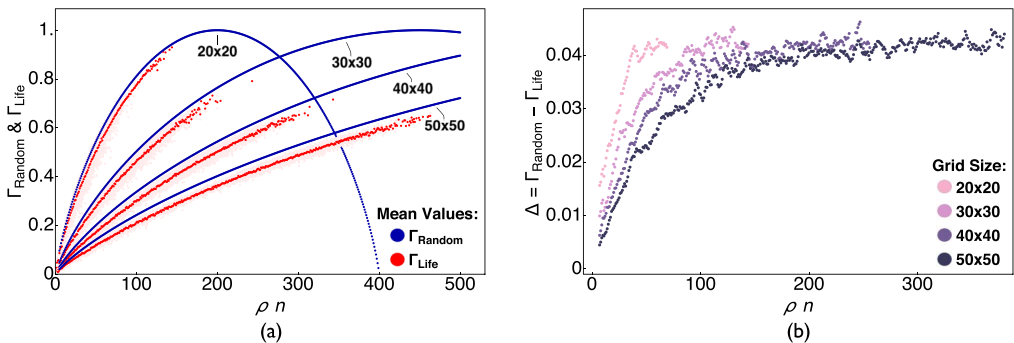 Γ_Random & Γ_Life
1.
0.8
0.6
0.4
0.2
0
0
100
200
300
400
500
ρ n
20x20
30x30
40x40
50x50
Mean Values:
Γ_Random
Γ_Life
(a)
Δ = Γ_Random − Γ_Life
0.04
0.03
0.02
0.01
0
0
100
200
300
ρ n
Grid Size:
20x20
30x30
40x40
50x50
(b)